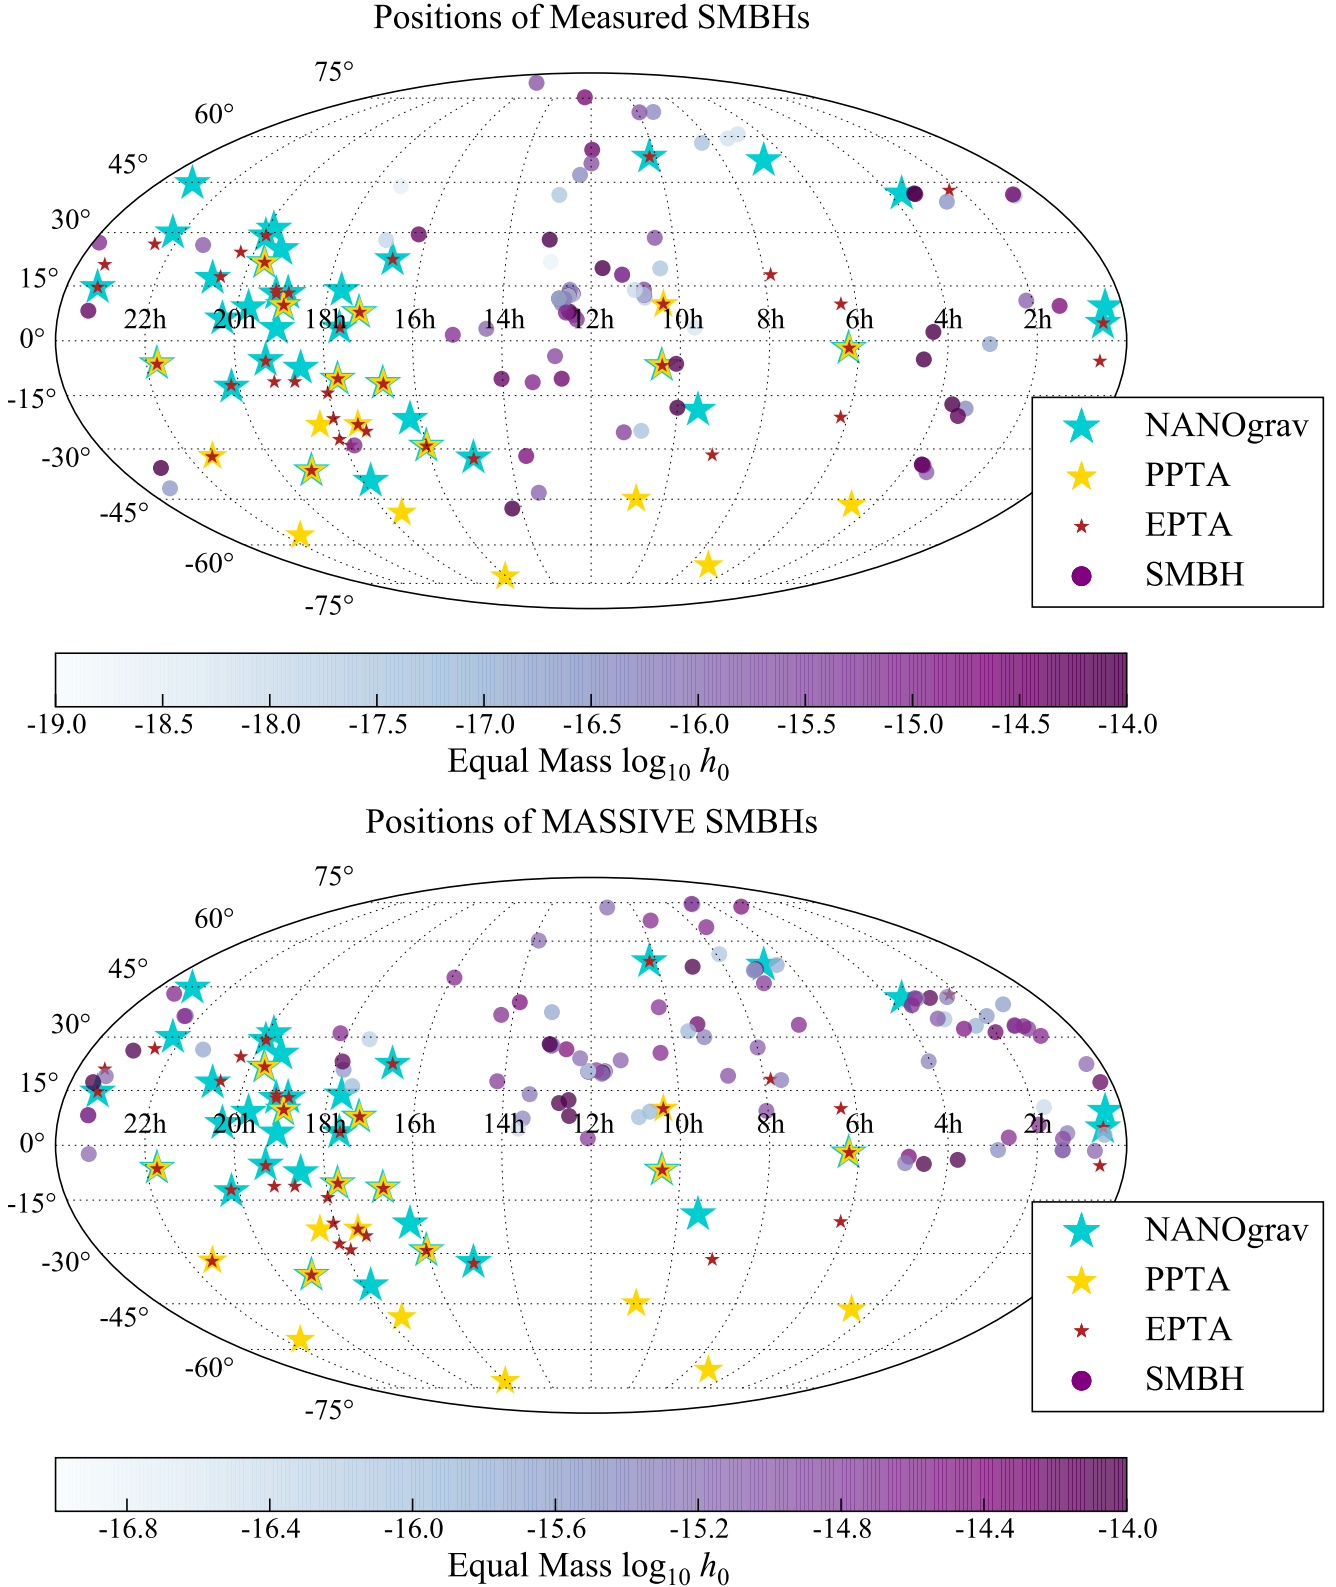 Positions of Measured SMBHs
75°
60°
45°
30°
15°
0°
-15°
-30°
-45°
-60°
-75°
22h 20h 18h 16h 14h 12h 10h 8h 6h 4h 2h
NANOgrav
PPTA
EPTA
SMBH
-19.0 -18.5 -18.0 -17.5 -17.0 -16.5 -16.0 -15.5 -15.0 -14.5 -14.0
Equal Mass log₁₀ h₀
Positions of MASSIVE SMBHs
75°
60°
45°
30°
15°
0°
-15°
-30°
-45°
-60°
-75°
22h 20h 18h 16h 14h 12h 10h 8h 6h 4h 2h
NANOgrav
PPTA
EPTA
SMBH
-16.8 -16.4 -16.0 -15.6 -15.2 -14.8 -14.4 -14.0
Equal Mass log₁₀ h₀